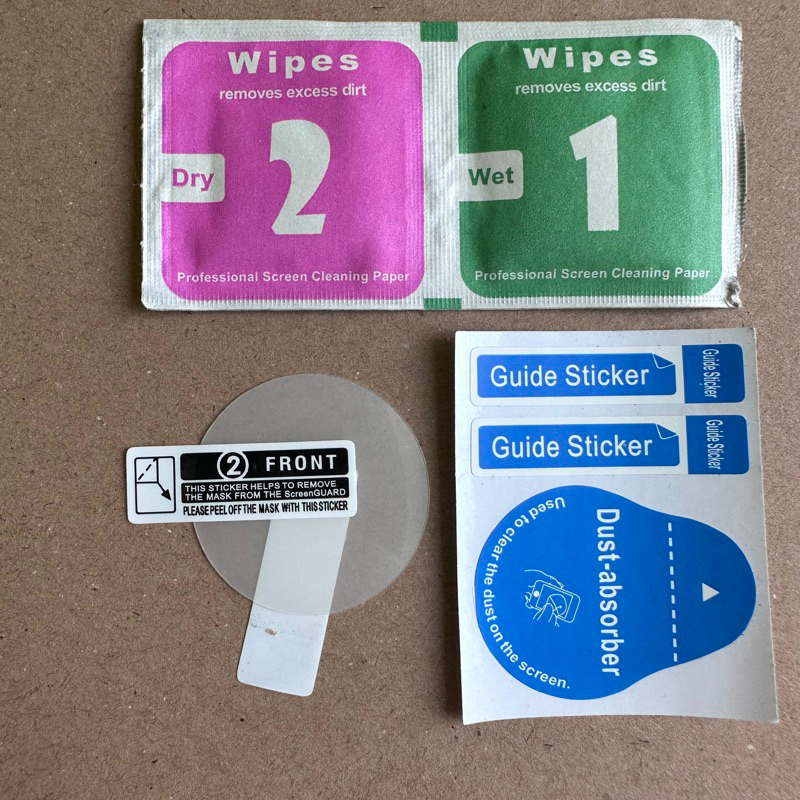 Wipes
removes excess dirt
Dry
2
Professional Screen Cleaning Paper
Wipes
removes excess dirt
Wet
1
Professional Screen Cleaning Paper
Guide Sticker
Guide Sticker
Guide Sticker
Guide Sticker
2 FRONT
THIS STICKER HELPS TO REMOVE
THE MASK FROM THE ScreenGUARD
PLEASE PEEL OFF THE MASK WITH THIS STICKER
Dust-absorber
Used to clear the dust on the screen.